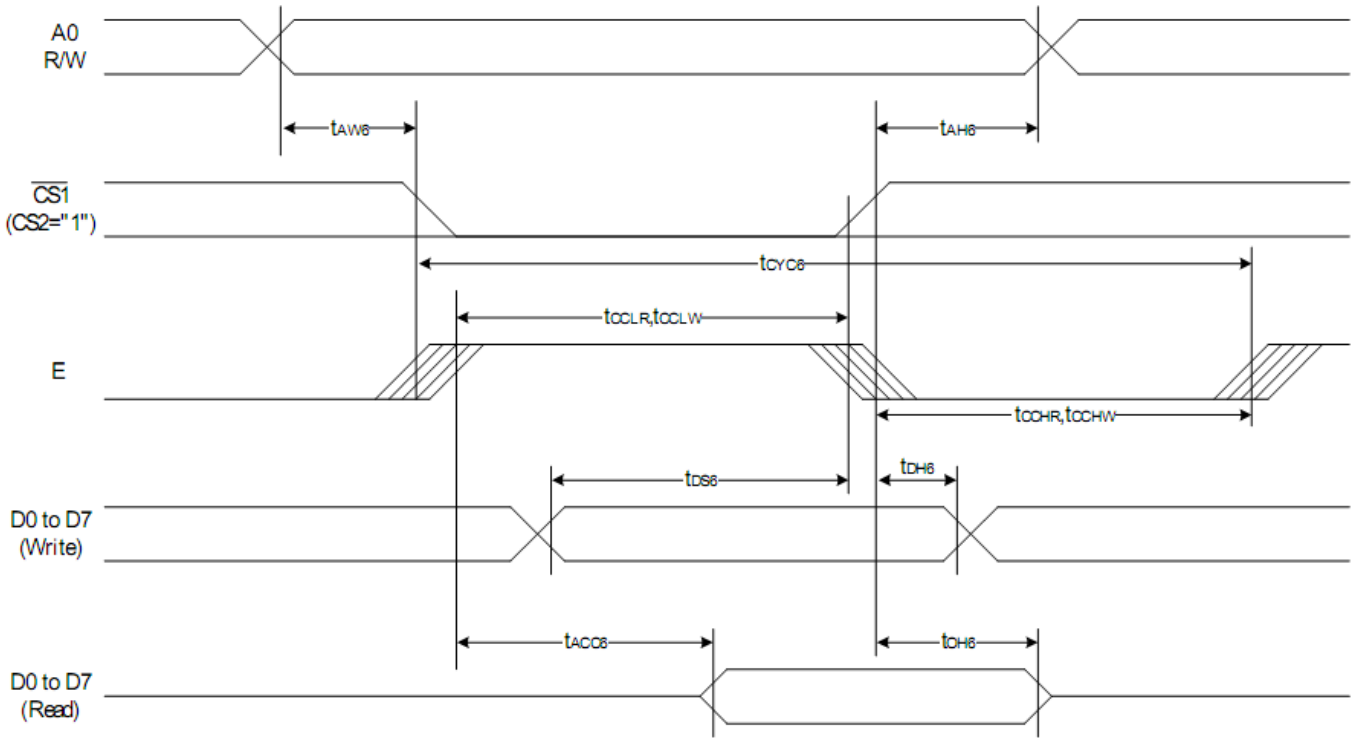 A0
R/W
tAW6
tAH6
CS1
(CS2="1")
tCYC6
tCCLR,tCCLW
E
tCCHR,tCCHW
tDS6
tDH6
D0 to D7
(Write)
tACC6
tOH6
D0 to D7
(Read)